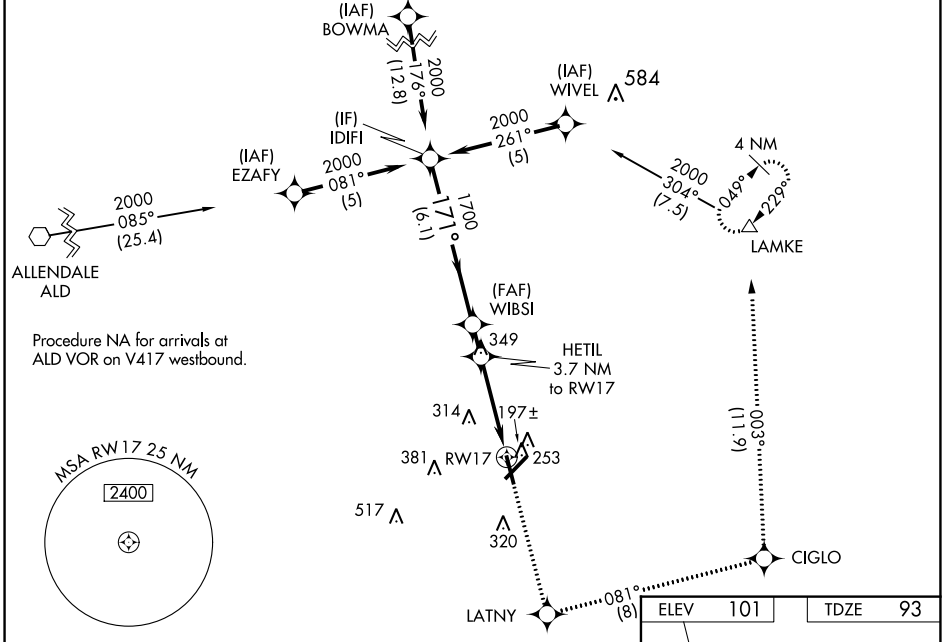 (IAF)
BOWMA
2000
176°
(12.8)
(IAF)
WIVEL
584
2000
261°
(5)
(IF)
IDIFI
(IAF)
EZAFY
2000
081°
(5)
2000
085°
(25.4)
ALLENDALE
ALD
4 NM
049°
229°
2000
304°
(7.5)
LAMKE
1700
171°
(6.1)
(FAF)
WIBSI
349
HETIL
3.7 NM
to RW17
Procedure NA for arrivals at
ALD VOR on V417 westbound.
314
197±
381
RW17
253
517
320
003°
(11.9)
MSA RW17 25 NM
2400
CIGLO
LATNY
081°
(8)
ELEV 101
TDZE 93